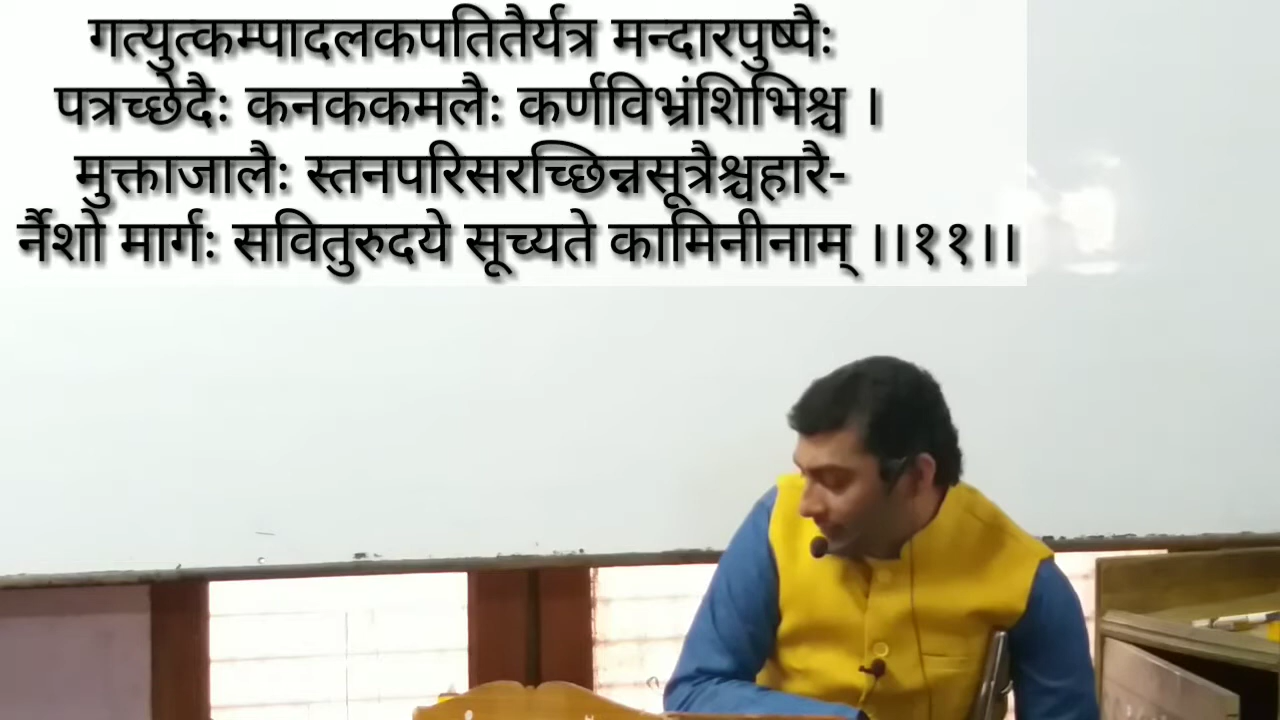 गत्युत्कम्पादलकपतितैर्यत्र मन्दारपुष्पैः
पत्रच्छेदैः कनककमलैः कर्णविभ्रंशिभिश्च ।
मुक्ताजालैः स्तनपरिसरच्छिन्नसूत्रैश्चहारै-
र्नैशो मार्गः सवितुरुदये सूच्यते कामिनीनाम् ।।११।।